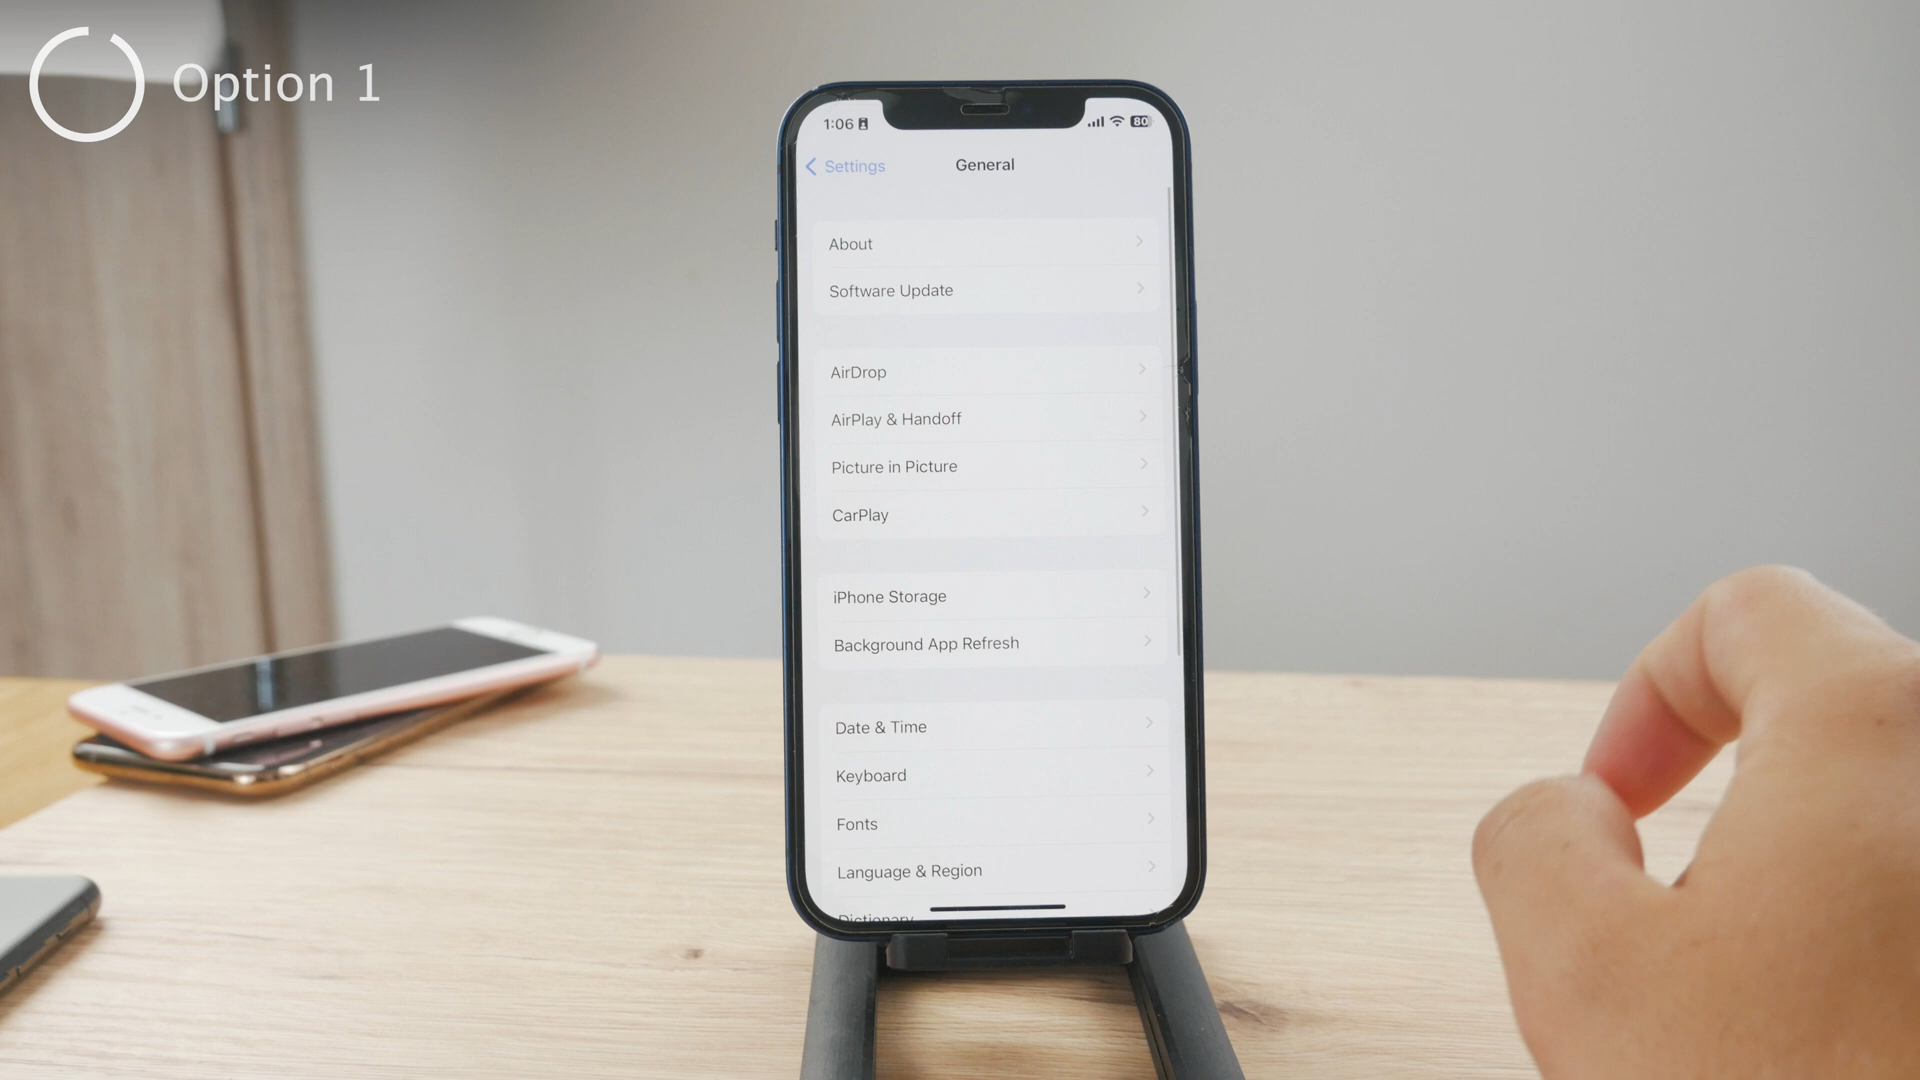 Option 1
1:06
80
Settings
General
About
Software Update
AirDrop
AirPlay & Handoff
Picture in Picture
CarPlay
iPhone Storage
Background App Refresh
Date & Time
Keyboard
Fonts
Language & Region
Dictionary